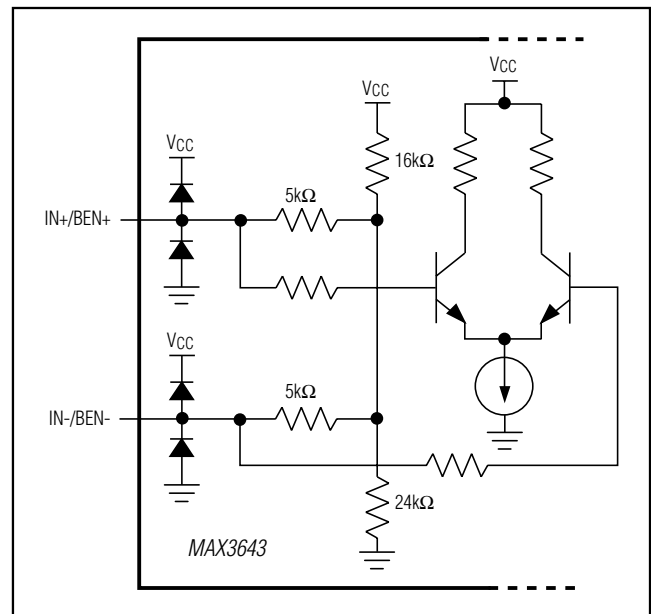 VCC
VCC
VCC
16kΩ
5kΩ
IN+/BEN+
VCC
5kΩ
IN-/BEN-
24kΩ
MAX3643